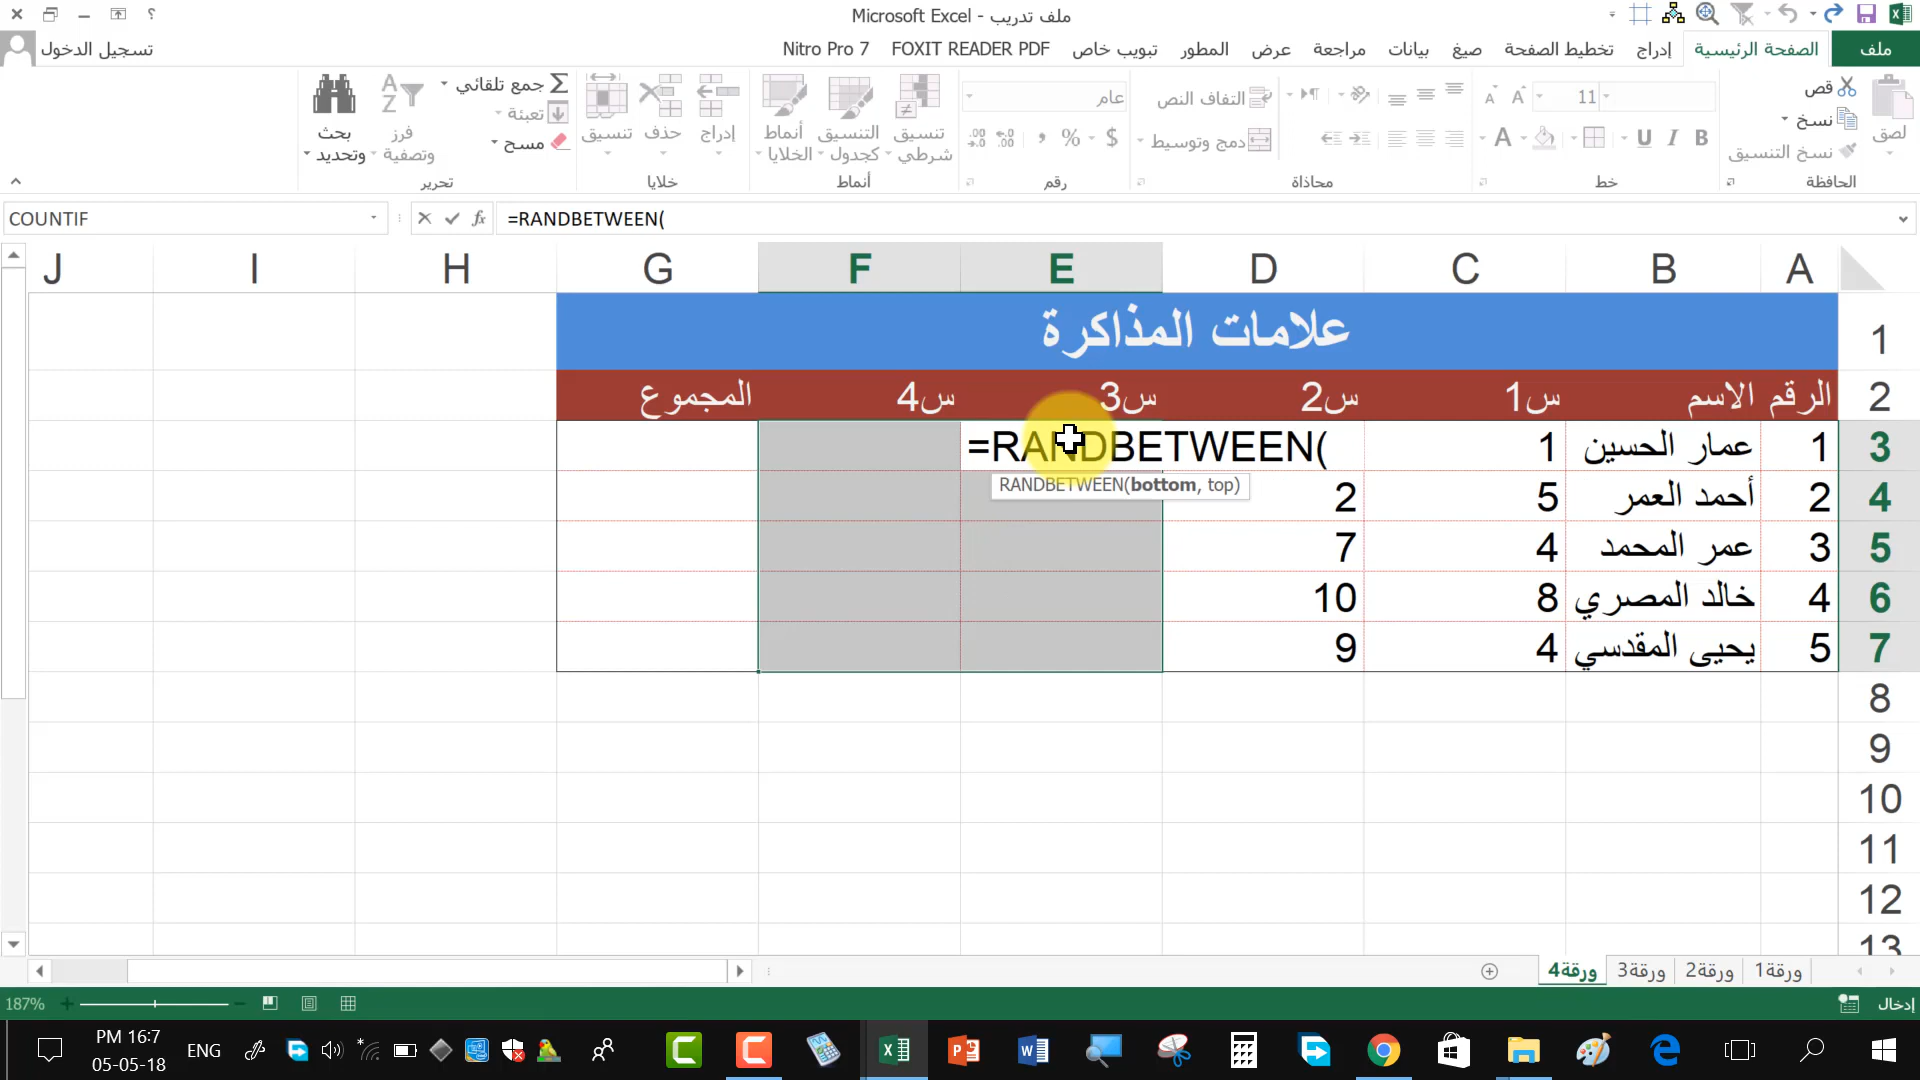 ملف تدريب - Microsoft Excel
ملف
الصفحة الرئيسية
إدراج
تخطيط الصفحة
صيغ
بيانات
مراجعة
عرض
المطور
تبويب خاص
FOXIT READER PDF
Nitro Pro 7
تسجيل الدخول
لصق
قص
نسخ
نسخ التنسيق
الحافظة
11
B I U A
خط
التفاف النص
دمج وتوسيط
محاذاة
عام
$ % ,
رقم
تنسيق شرطي
التنسيق كجدول
أنماط الخلايا
أنماط
إدراج
حذف
تنسيق
خلايا
جمع تلقائي
تعبئة
مسح
فرز وتصفية
بحث وتحديد
تحرير
COUNTIF
fx
=RANDBETWEEN(
A B C D E F G H I J
1 علامات المذاكرة
2 الرقم الاسم س1 س2 س3 س4 المجموع
3 1 عمار الحسين 1 =RANDBETWEEN(
RANDBETWEEN(bottom, top)
4 2 أحمد العمر 5 2
5 3 عمر المحمد 4 7
6 4 خالد المصري 8 10
7 5 يحيى المقدسي 4 9
8
9
10
11
12
13
ورقة1 ورقة2 ورقة3 ورقة4
إدخال
187%
PM 16:7
05-05-18
ENG